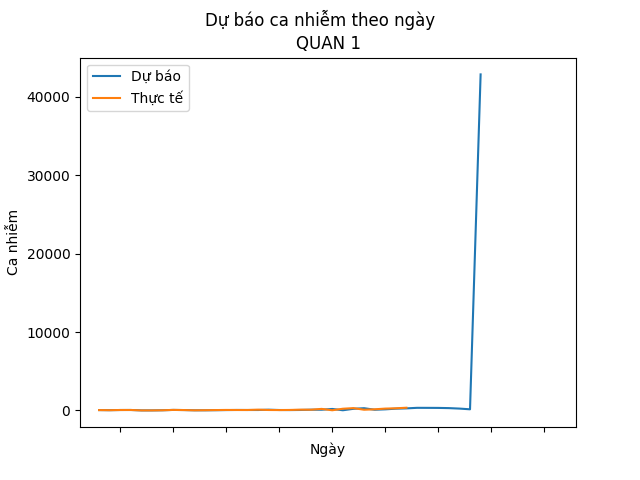 Dự báo ca nhiễm theo ngày
QUAN 1
Dự báo
Thực tế
40000
30000
20000
10000
0
Ca nhiễm
Ngày